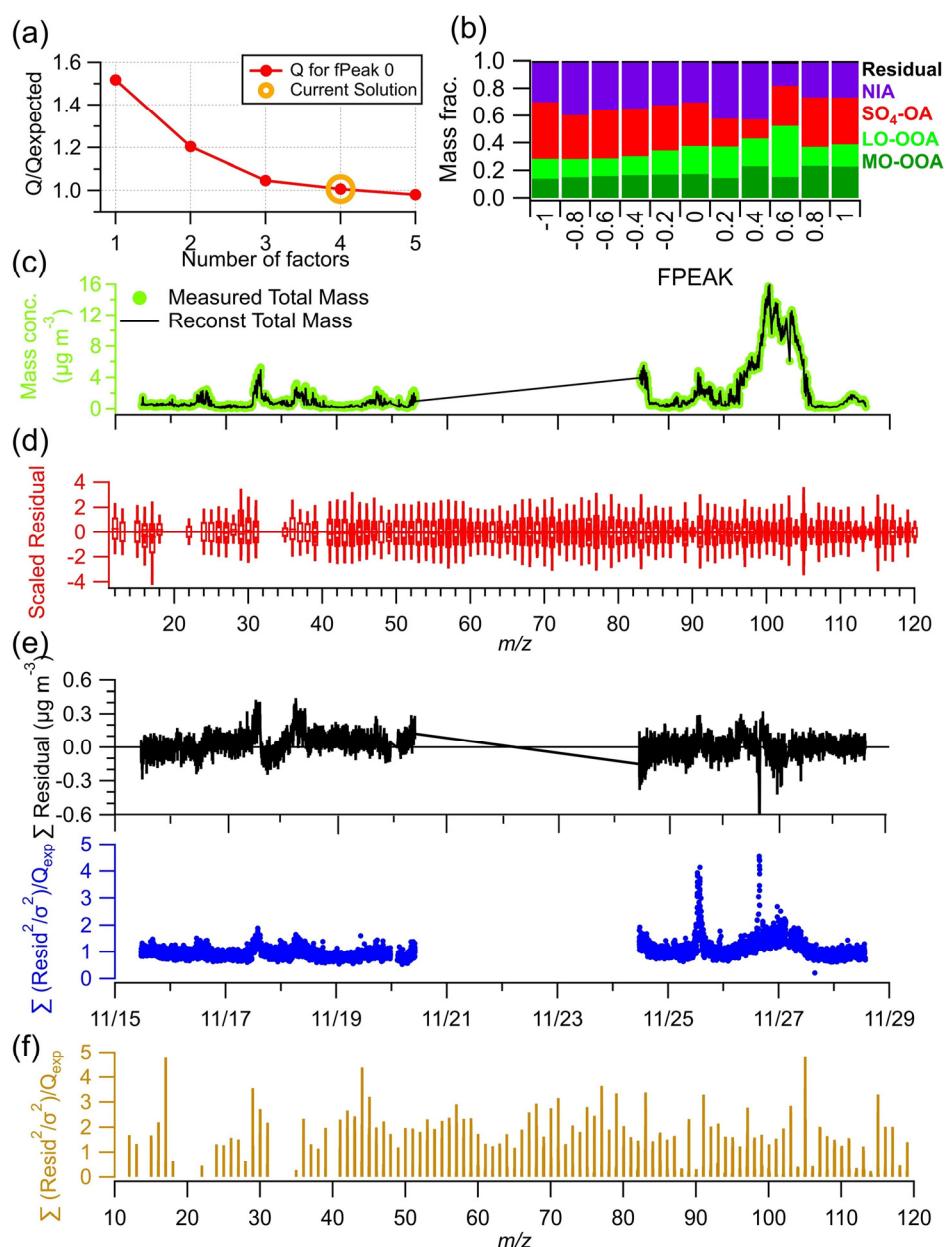 (a)
Q/Qexpected
1.6
1.4
1.2
1.0
Q for fPeak 0
Current Solution
1 2 3 4 5
Number of factors
(b)
Mass frac.
1.0
0.8
0.6
0.4
0.2
0.0
Residual
NIA
SO₄-OA
LO-OOA
MO-OOA
-1 -0.8 -0.6 -0.4 -0.2 0 0.2 0.4 0.6 0.8 1
FPEAK
(c)
Mass conc.
(µg m⁻³)
16
12
8
4
0
Measured Total Mass
Reconst Total Mass
(d)
Scaled Residual
4
2
0
-2
-4
20 30 40 50 60 70 80 90 100 110 120
m/z
(e)
Σ Residual (µg m⁻³)
0.6
0.3
0.0
-0.3
-0.6
Σ (Resid²/σ²)/Qₑₓₚ
5
4
3
2
1
0
11/15 11/17 11/19 11/21 11/23 11/25 11/27 11/29
(f)
Σ (Resid²/σ²)/Qₑₓₚ
5
4
3
2
1
0
10 20 30 40 50 60 70 80 90 100 110 120
m/z